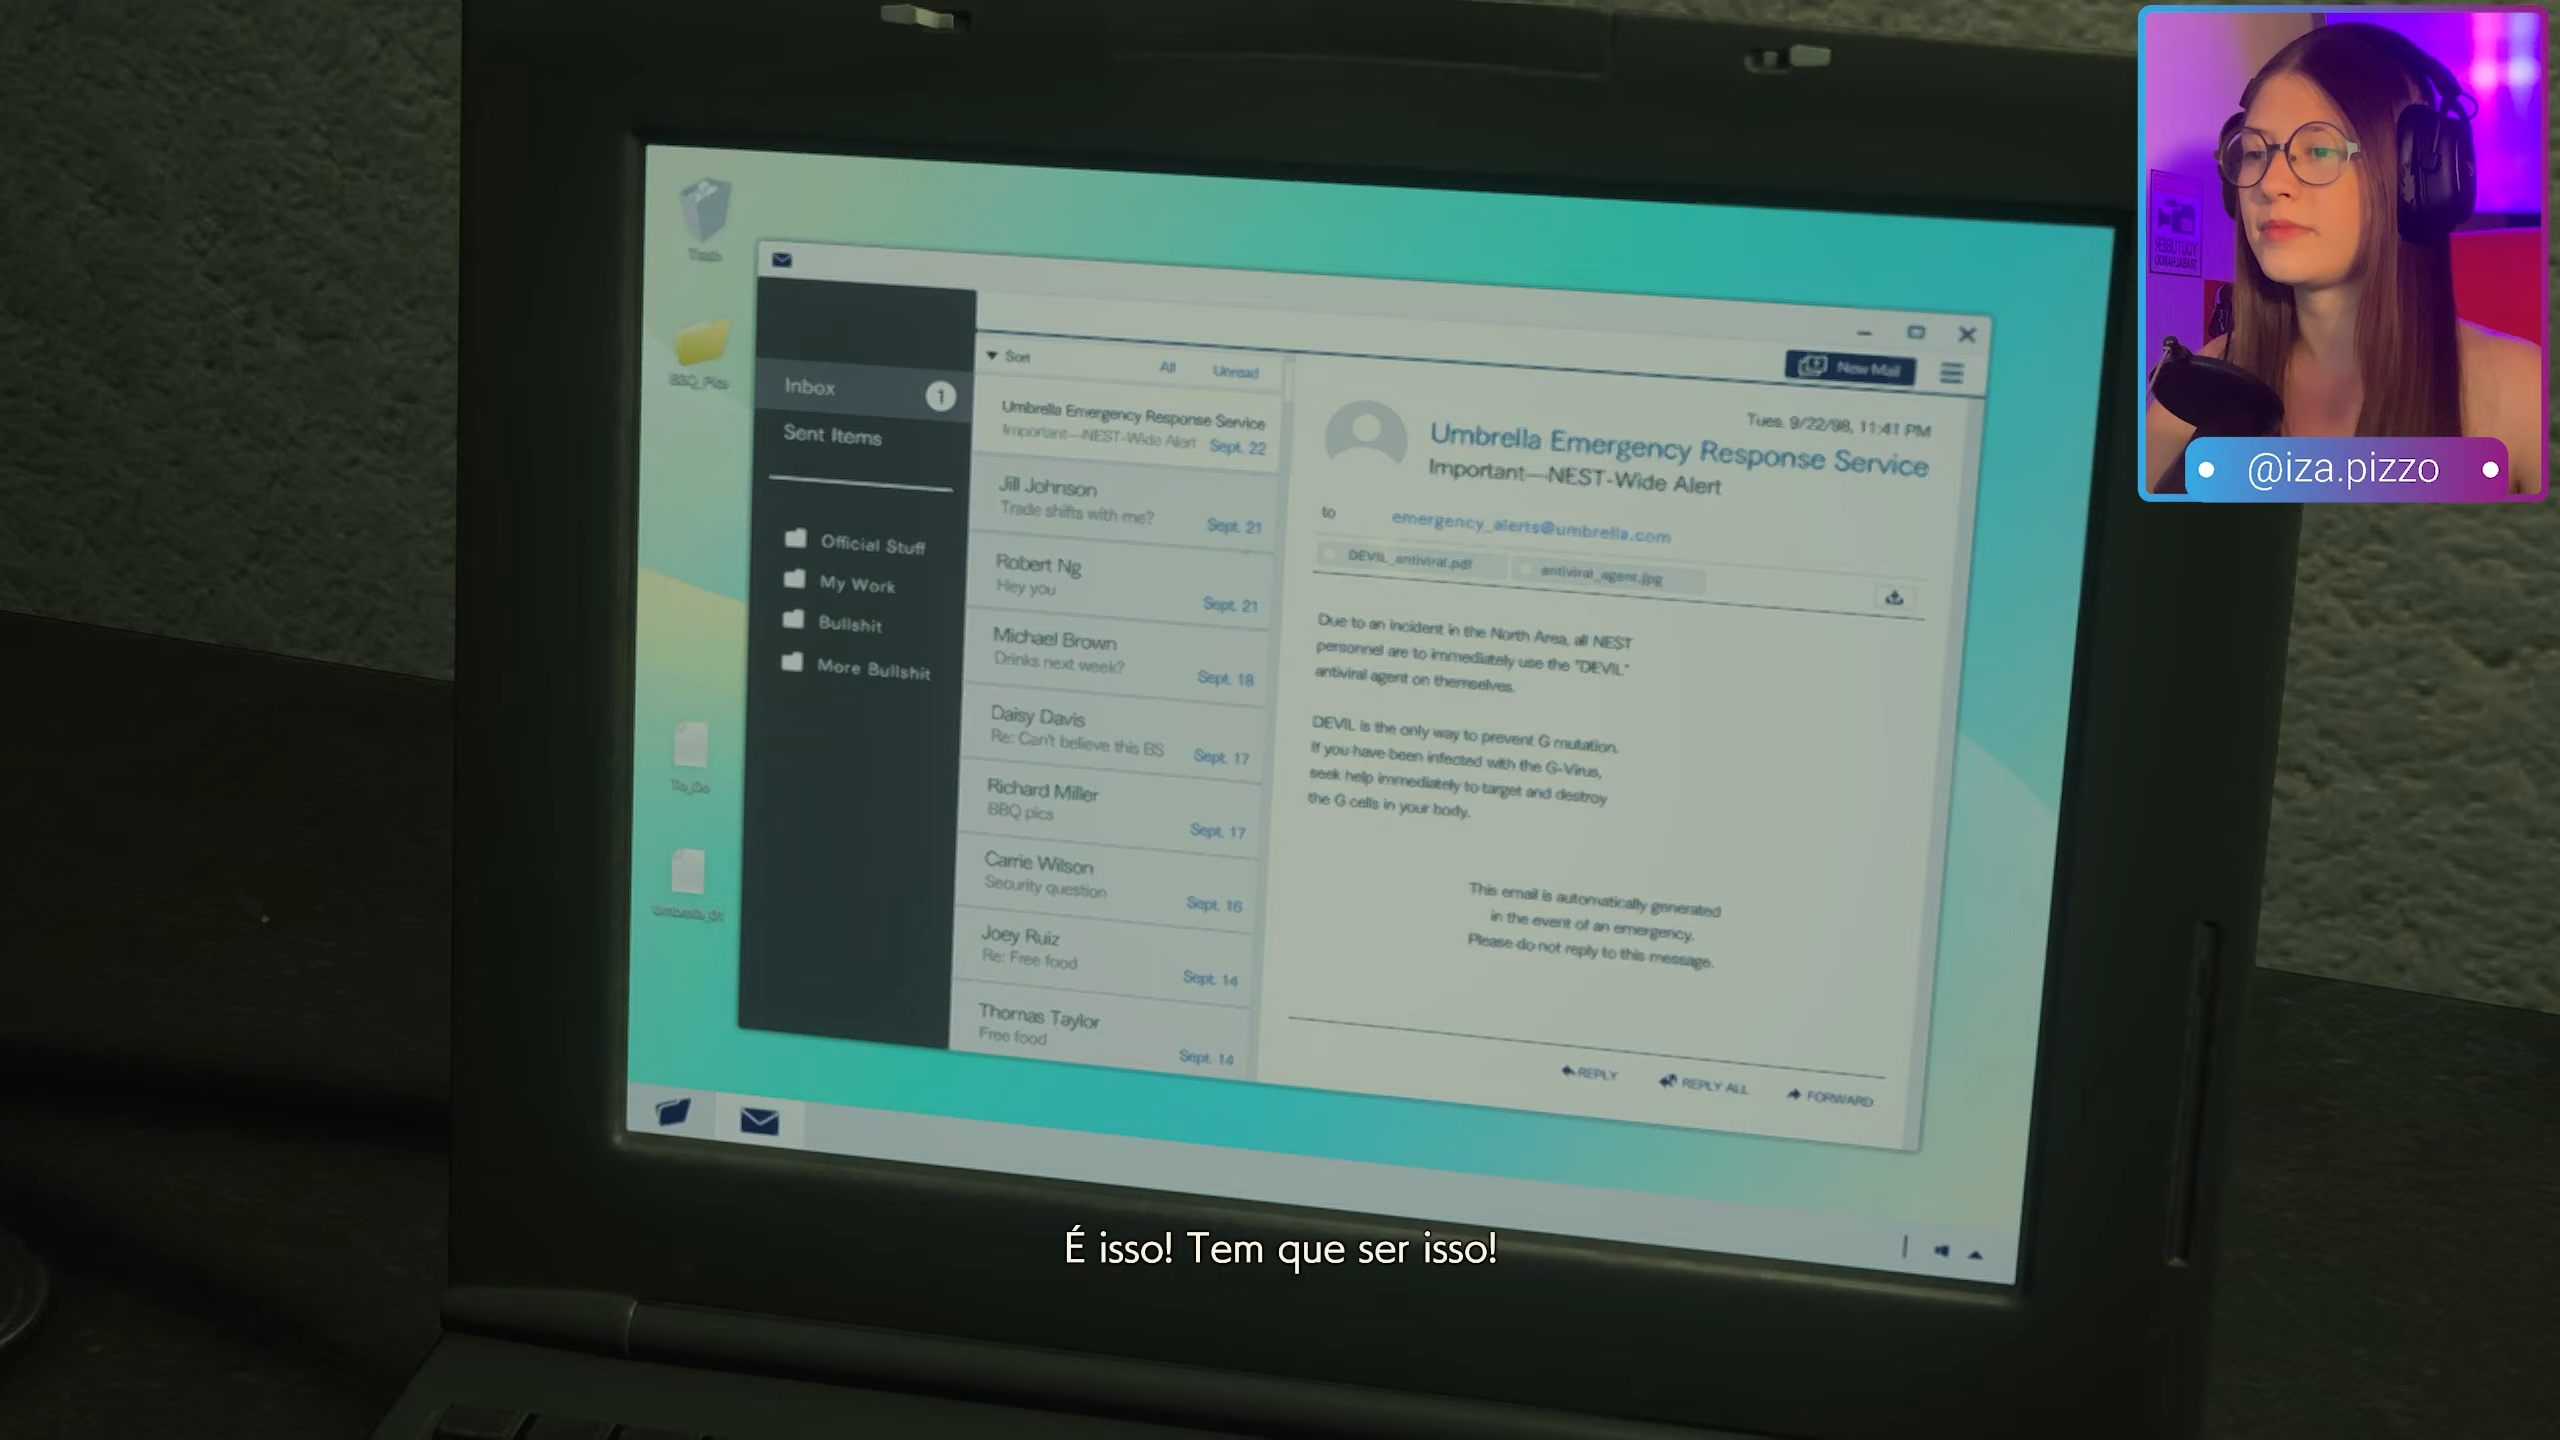 Trash
BBQ_Pics
To_Do
Umbrella_01
Inbox
1
Sent Items
Official Stuff
My Work
Bullshit
More Bullshit
Sort All Unread
Umbrella Emergency Response Service
Important—NEST-Wide Alert Sept. 22
Jill Johnson
Trade shifts with me? Sept. 21
Robert Ng
Hey you Sept. 21
Michael Brown
Drinks next week? Sept. 18
Daisy Davis
Re: Can't believe this BS Sept. 17
Richard Miller
BBQ pics Sept. 17
Carrie Wilson
Security question Sept. 16
Joey Ruiz
Re: Free food Sept. 14
Thomas Taylor
Free food Sept. 14
New Mail
Tues. 9/22/98, 11:41 PM
Umbrella Emergency Response Service
Important—NEST-Wide Alert
to emergency_alerts@umbrella.com
DEVIL_antiviral.pdf antiviral_agent.jpg
Due to an incident in the North Area, all NEST
personnel are to immediately use the "DEVIL"
antiviral agent on themselves.
DEVIL is the only way to prevent G mutation.
If you have been infected with the G-Virus,
seek help immediately to target and destroy
the G cells in your body.
This email is automatically generated
in the event of an emergency.
Please do not reply to this message.
REPLY REPLY ALL FORWARD
É isso! Tem que ser isso!
@iza.pizzo
YOUTUBER
TRABALHANDO